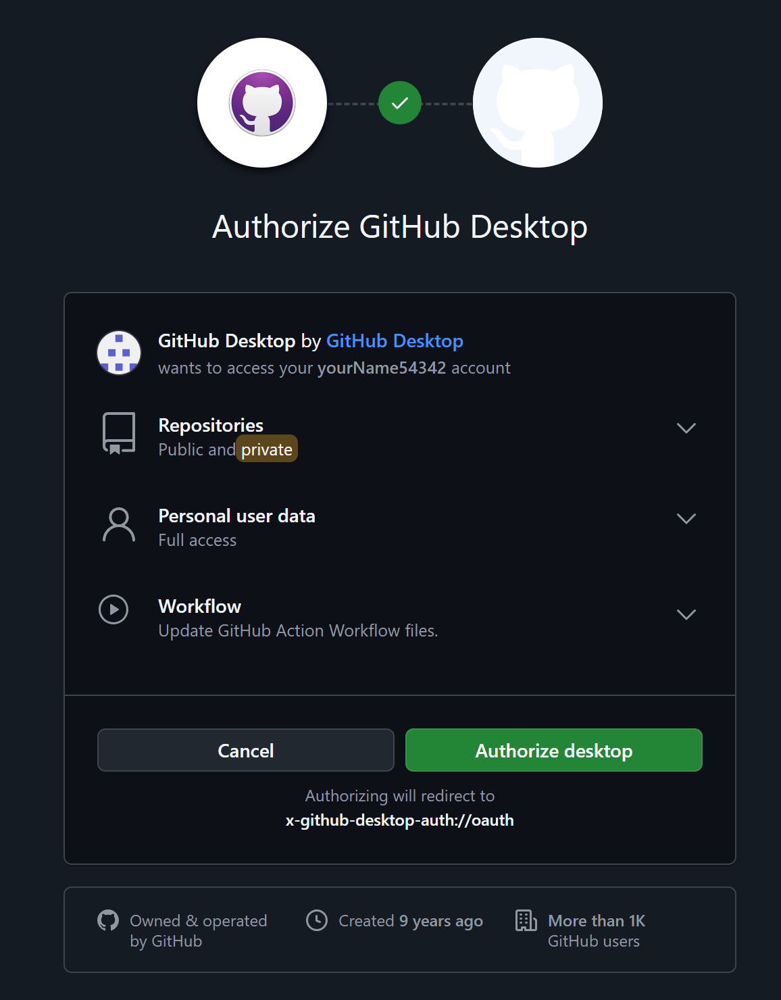 Authorize GitHub Desktop
GitHub Desktop by GitHub Desktop
wants to access your yourName54342 account
Repositories
Public and private
Personal user data
Full access
Workflow
Update GitHub Action Workflow files.
Cancel
Authorize desktop
Authorizing will redirect to
x-github-desktop-auth://oauth
Owned & operated
by GitHub
Created 9 years ago
More than 1K
GitHub users